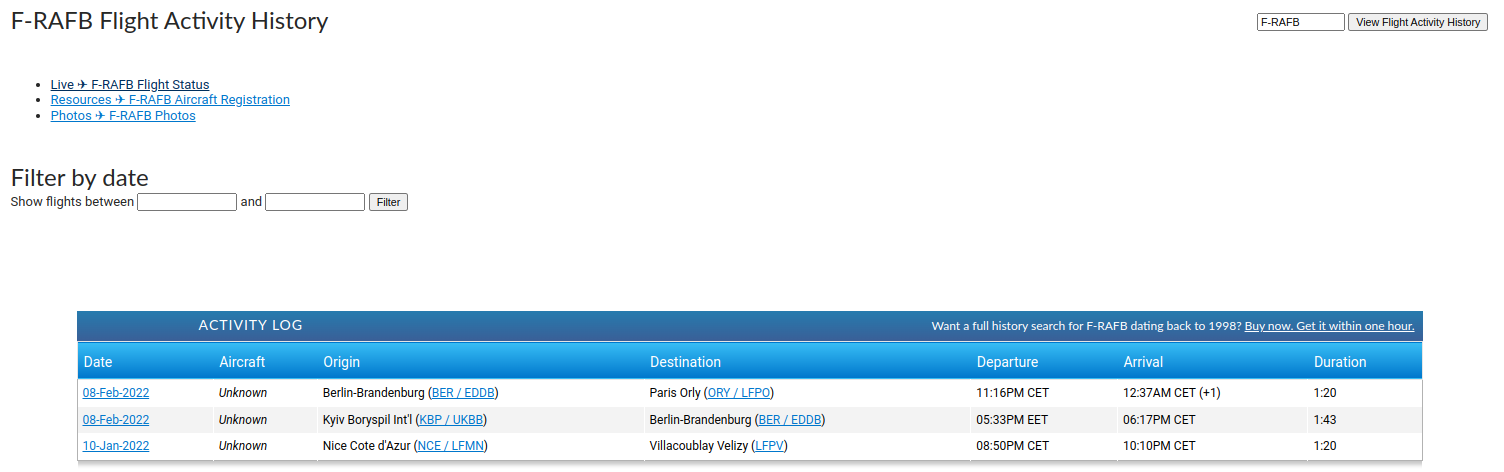 F-RAFB Flight Activity History
F-RAFB View Flight Activity History
Live ✈ F-RAFB Flight Status
Resources ✈ F-RAFB Aircraft Registration
Photos ✈ F-RAFB Photos
Filter by date
Show flights between and Filter
ACTIVITY LOG Want a full history search for F-RAFB dating back to 1998? Buy now. Get it within one hour.
Date Aircraft Origin Destination Departure Arrival Duration
08-Feb-2022 Unknown Berlin-Brandenburg (BER / EDDB) Paris Orly (ORY / LFPO) 11:16PM CET 12:37AM CET (+1) 1:20
08-Feb-2022 Unknown Kyiv Boryspil Int'l (KBP / UKBB) Berlin-Brandenburg (BER / EDDB) 05:33PM EET 06:17PM CET 1:43
10-Jan-2022 Unknown Nice Cote d'Azur (NCE / LFMN) Villacoublay Velizy (LFPV) 08:50PM CET 10:10PM CET 1:20